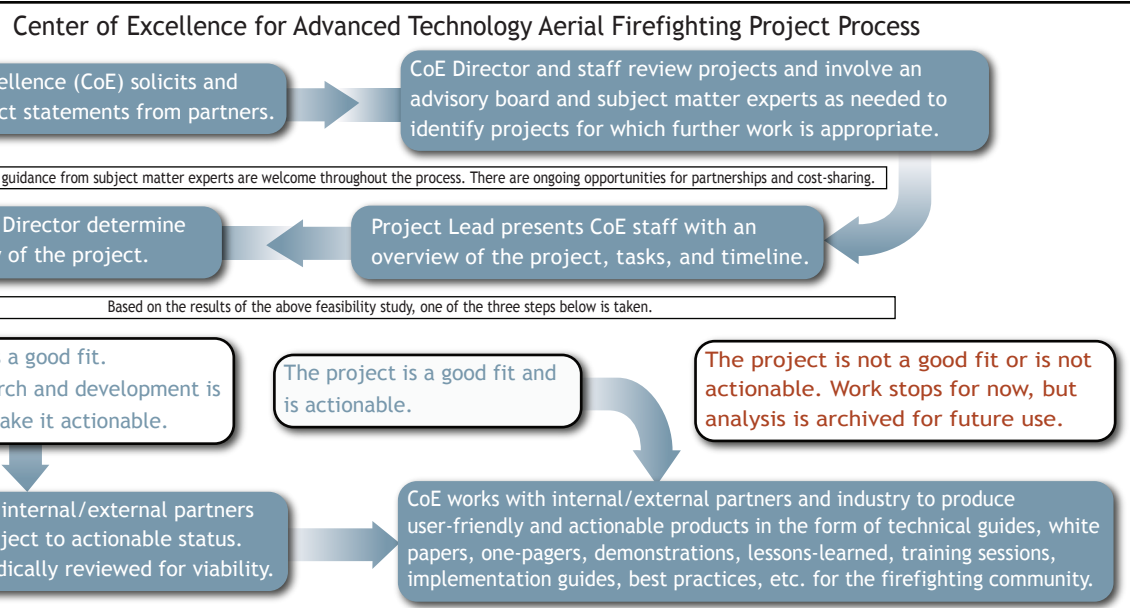 Center of Excellence for Advanced Technology Aerial Firefighting Project Process
ellence (CoE) solicits and
ct statements from partners.
CoE Director and staff review projects and involve an
advisory board and subject matter experts as needed to
identify projects for which further work is appropriate.
guidance from subject matter experts are welcome throughout the process. There are ongoing opportunities for partnerships and cost-sharing.
Director determine
of the project.
Project Lead presents CoE staff with an
overview of the project, tasks, and timeline.
Based on the results of the above feasibility study, one of the three steps below is taken.
a good fit.
rch and development is
ake it actionable.
The project is a good fit and
is actionable.
The project is not a good fit or is not
actionable. Work stops for now, but
analysis is archived for future use.
internal/external partners
ject to actionable status.
dically reviewed for viability.
CoE works with internal/external partners and industry to produce
user-friendly and actionable products in the form of technical guides, white
papers, one-pagers, demonstrations, lessons-learned, training sessions,
implementation guides, best practices, etc. for the firefighting community.